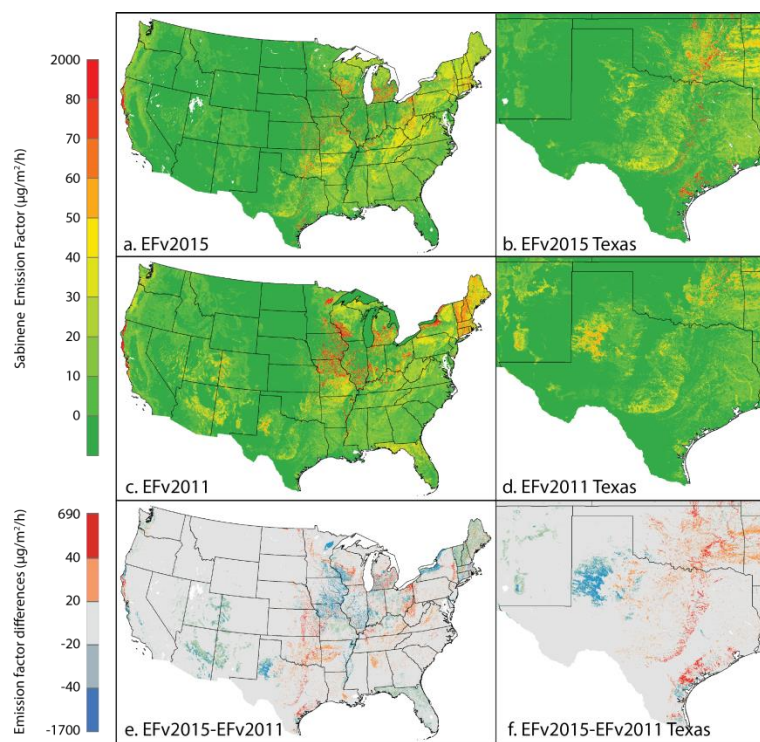 2000
80
70
60
50
40
30
20
10
0
Sabinene Emission Factor (µg/m²/h)
a. EFv2015
b. EFv2015 Texas
c. EFv2011
d. EFv2011 Texas
690
40
20
-20
-40
-1700
Emission factor differences (µg/m²/h)
e. EFv2015-EFv2011
f. EFv2015-EFv2011 Texas